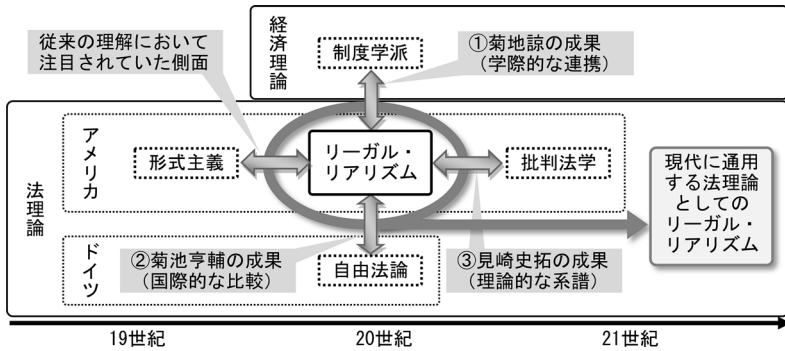 従来の理解において
注目されていた側面
経済理論
制度学派
①菊地諒の成果
(学際的な連携)
法理論
アメリカ
形式主義
リーガル・
リアリズム
批判法学
現代に通用
する法理論
としての
リーガル・
リアリズム
ドイツ
②菊池亨輔の成果
(国際的な比較)
自由法論
③見崎史拓の成果
(理論的な系譜)
19世紀
20世紀
21世紀